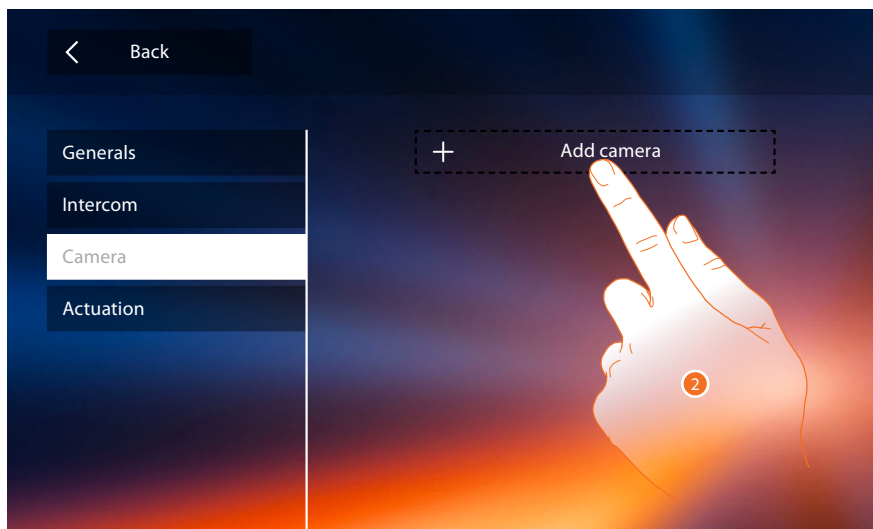 Back
Generals
Intercom
Camera
Actuation
+ Add camera
2